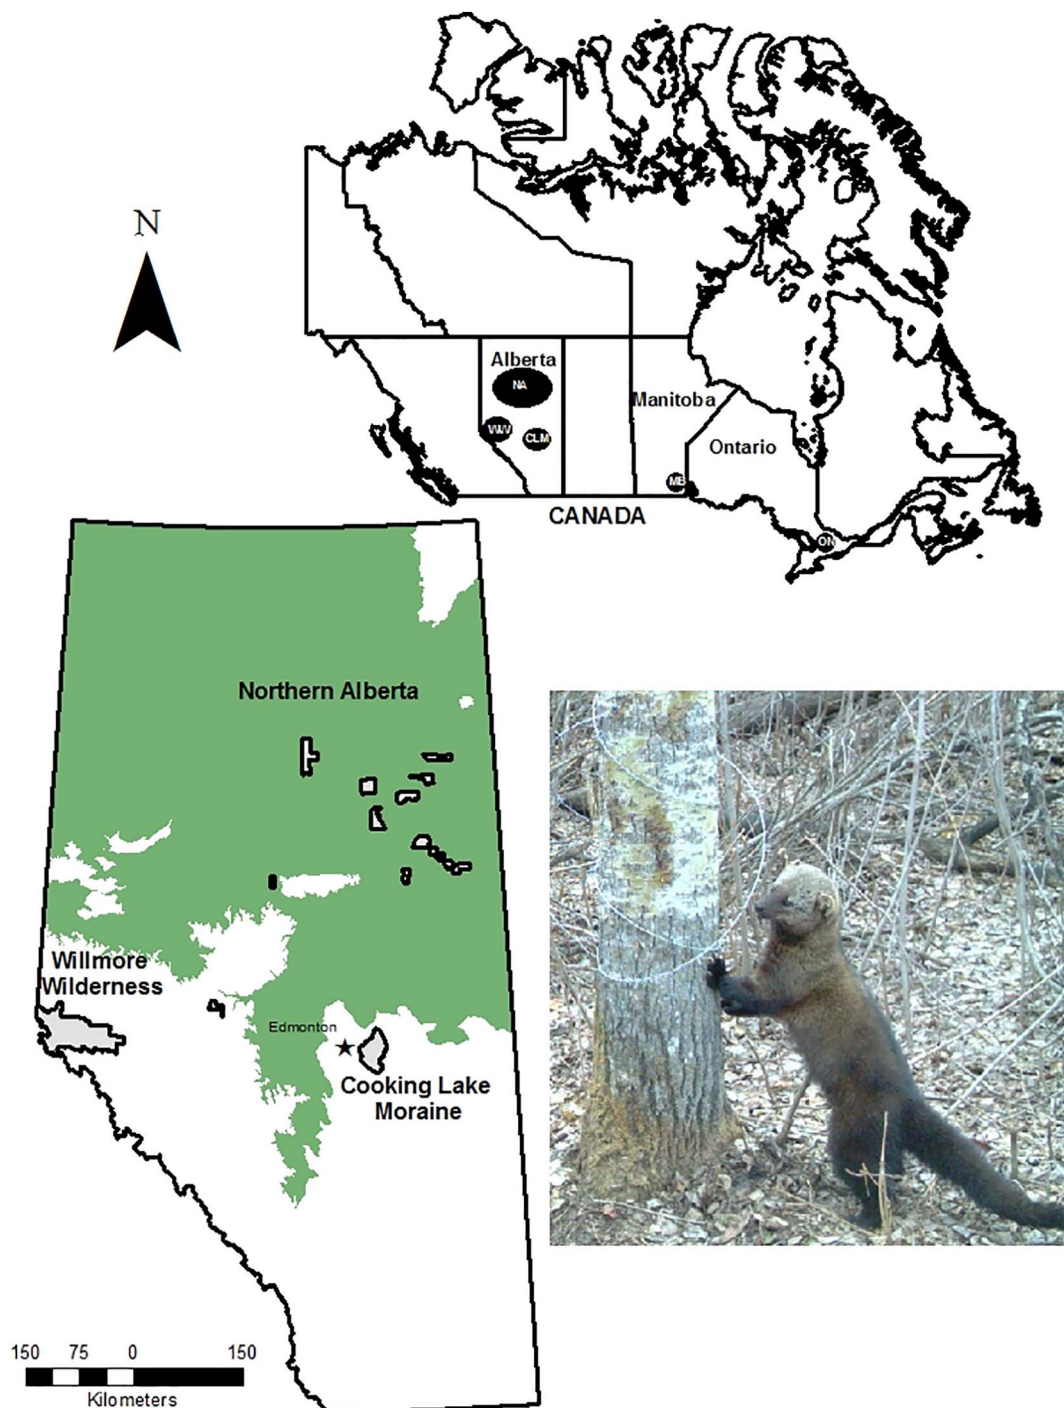 N
Alberta
NA
WW
CLM
Manitoba
Ontario
MB
ON
CANADA
Northern Alberta
Willmore
Wilderness
Edmonton
Cooking Lake
Moraine
150 75 0 150
Kilometers